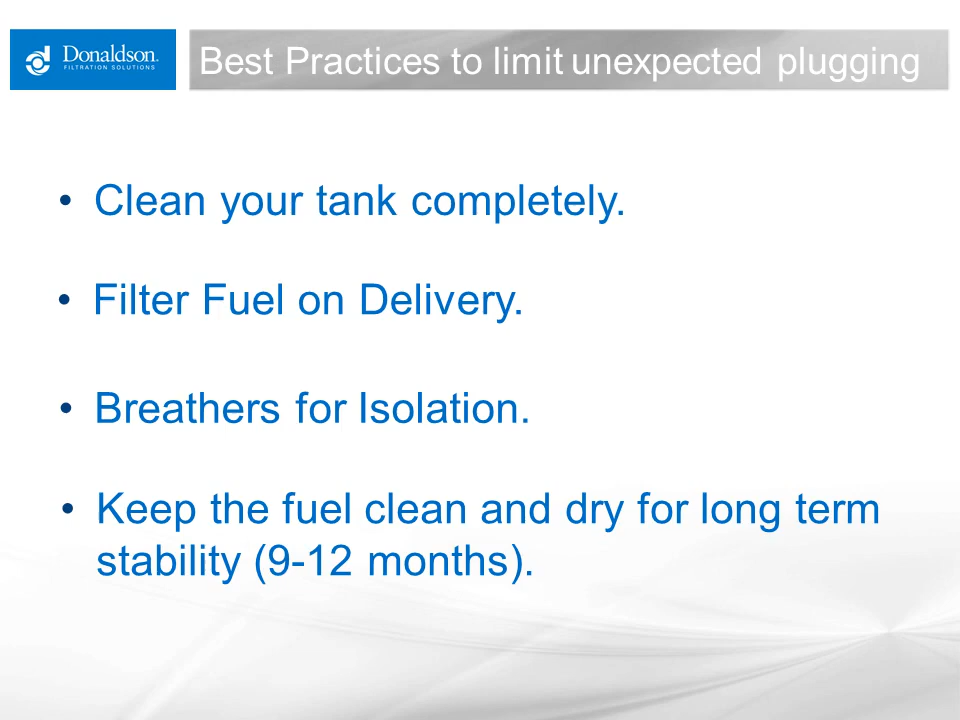 Donaldson.
FILTRATION SOLUTIONS
Best Practices to limit unexpected plugging
• Clean your tank completely.
• Filter Fuel on Delivery.
• Breathers for Isolation.
• Keep the fuel clean and dry for long term
stability (9-12 months).